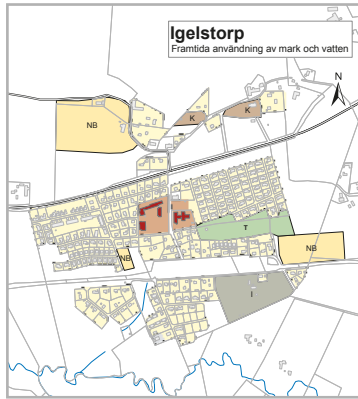 Igelstorp
Framtida användning av mark och vatten
N
K
K
NB
T
NB
NB
I